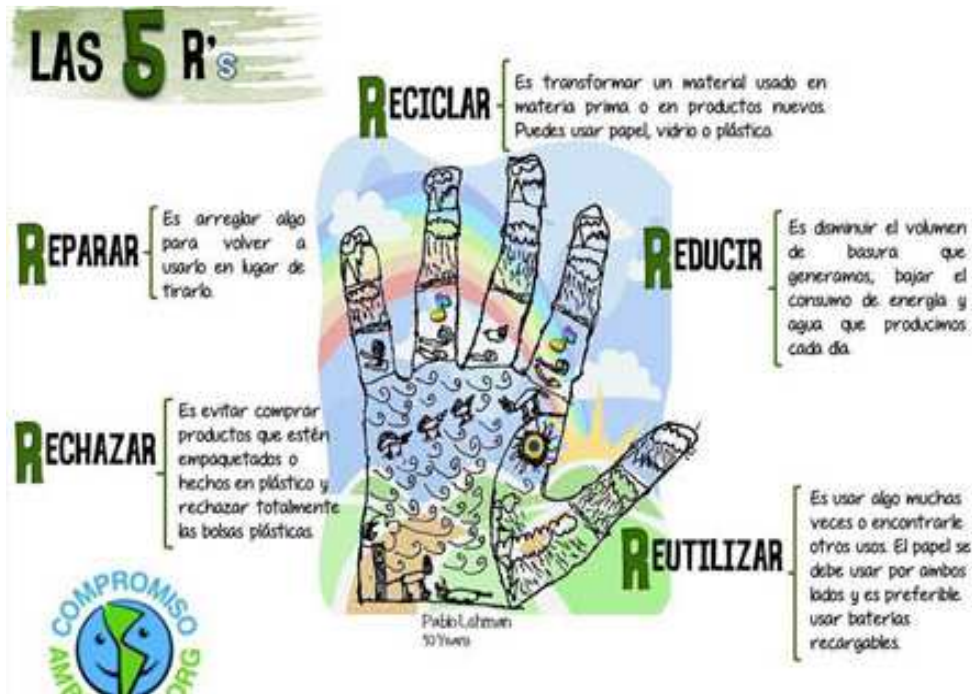 LAS 5 R's
RECICLAR
Es transformar un material usado en
materia prima o en productos nuevos.
Puedes usar papel, vidrio o plástico.
REPARAR
Es arreglar algo
para volver a
usarlo en lugar de
tirarlo.
REDUCIR
Es disminuir el volumen
de basura que
generamos, bajar el
consumo de energía y
agua que producimos
cada día.
RECHAZAR
Es evitar comprar
productos que estén
empaquetados o
hechos en plástico y
rechazar totalmente
las bolsas plásticas.
REUTILIZAR
Es usar algo muchas
veces o encontrarle
otros usos. El papel se
debe usar por ambos
lados y es preferible
usar baterías
recargables.
Pablo Lehman
10 Years
COMPROMISO